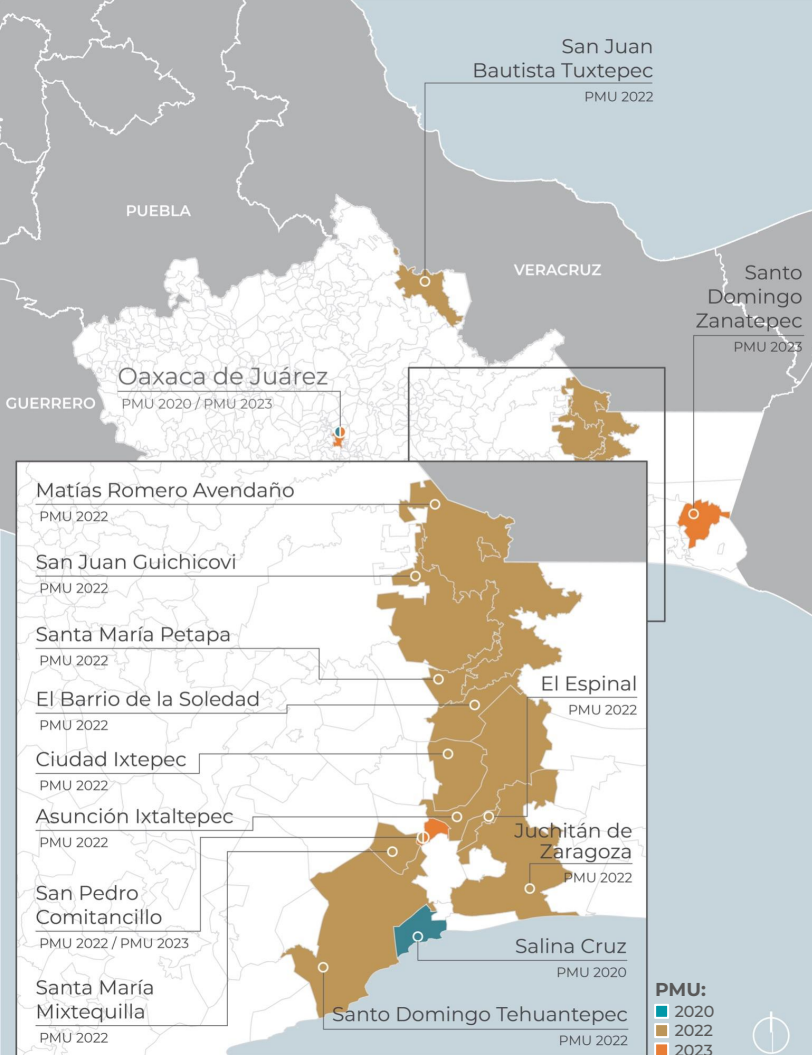 San Juan
Bautista Tuxtepec
PMU 2022
PUEBLA
VERACRUZ
Santo
Domingo
Zanatepec
PMU 2023
Oaxaca de Juárez
PMU 2020 / PMU 2023
GUERRERO
Matías Romero Avendaño
PMU 2022
San Juan Guichicovi
PMU 2022
Santa María Petapa
PMU 2022
El Barrio de la Soledad
PMU 2022
El Espinal
PMU 2022
Ciudad Ixtepec
PMU 2022
Asunción Ixtaltepec
PMU 2022
Juchitán de
Zaragoza
PMU 2022
San Pedro
Comitancillo
PMU 2022 / PMU 2023
Salina Cruz
PMU 2020
Santa María
Mixtequilla
PMU 2022
Santo Domingo Tehuantepec
PMU 2022
PMU:
2020
2022
2023